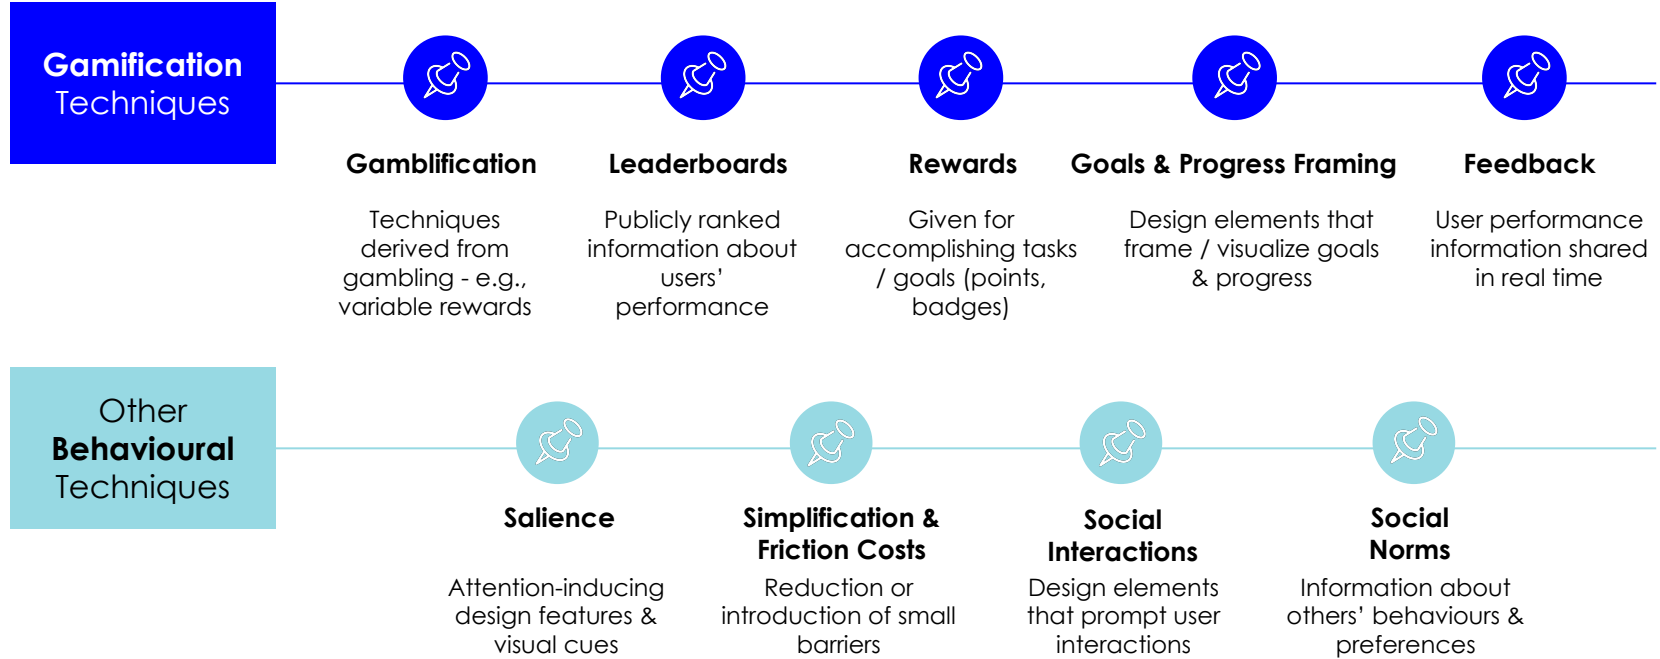 Gamification
Techniques
Gamblification
Techniques
derived from
gambling - e.g.,
variable rewards
Leaderboards
Publicly ranked
information about
users’
performance
Rewards
Given for
accomplishing tasks
/ goals (points,
badges)
Goals & Progress Framing
Design elements that
frame / visualize goals
& progress
Feedback
User performance
information shared
in real time
Other
Behavioural
Techniques
Salience
Attention-inducing
design features &
visual cues
Simplification &
Friction Costs
Reduction or
introduction of small
barriers
Social
Interactions
Design elements
that prompt user
interactions
Social
Norms
Information about
others’ behaviours &
preferences